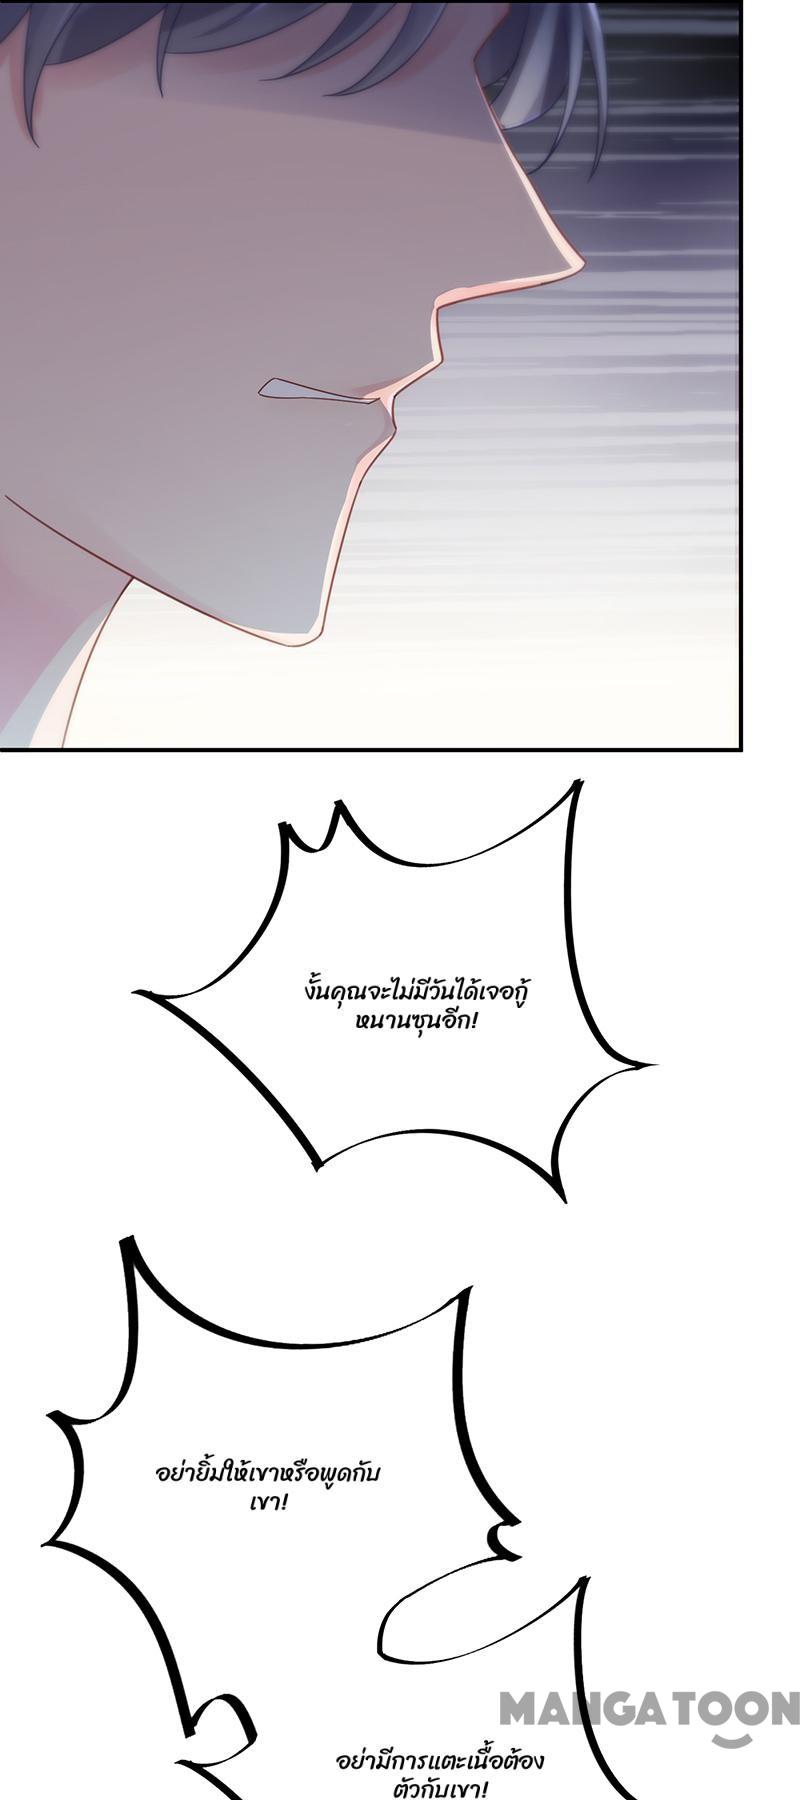 งั้นคุณจะไม่มีวันได้เจอกู้
หนานซุนอีก!
อย่ายิ้มให้เขาหรือพูดกับ
เขา!
MANGATOON
อย่ามีการแตะเนื้อต้อง
ตัวกับเขา!